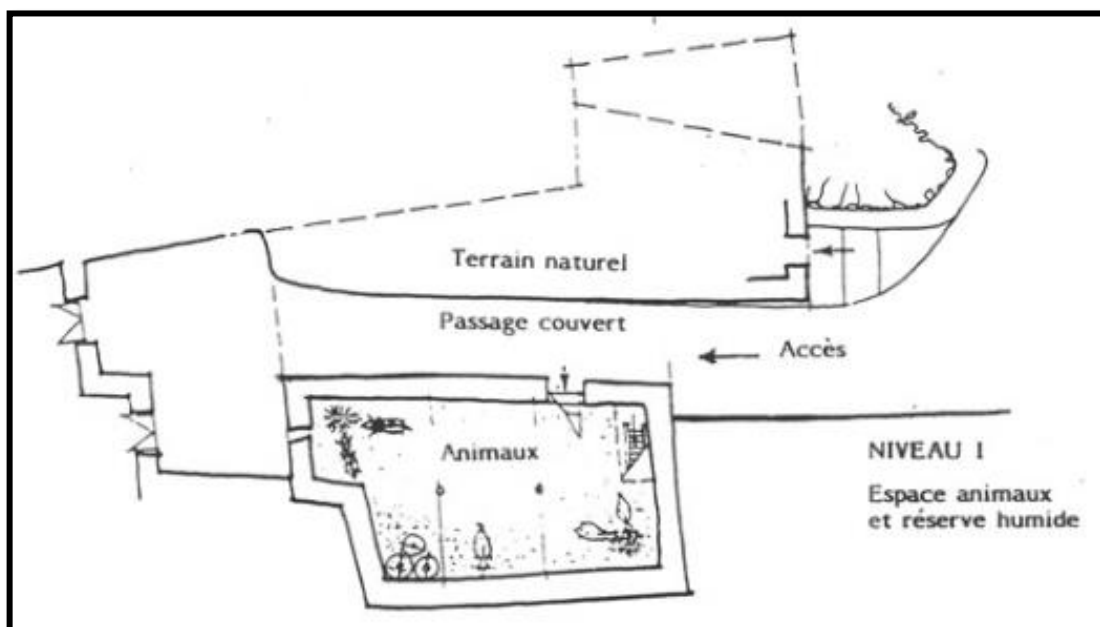 Terrain naturel
Passage couvert
Accès
Animaux
NIVEAU I
Espace animaux
et réserve humide